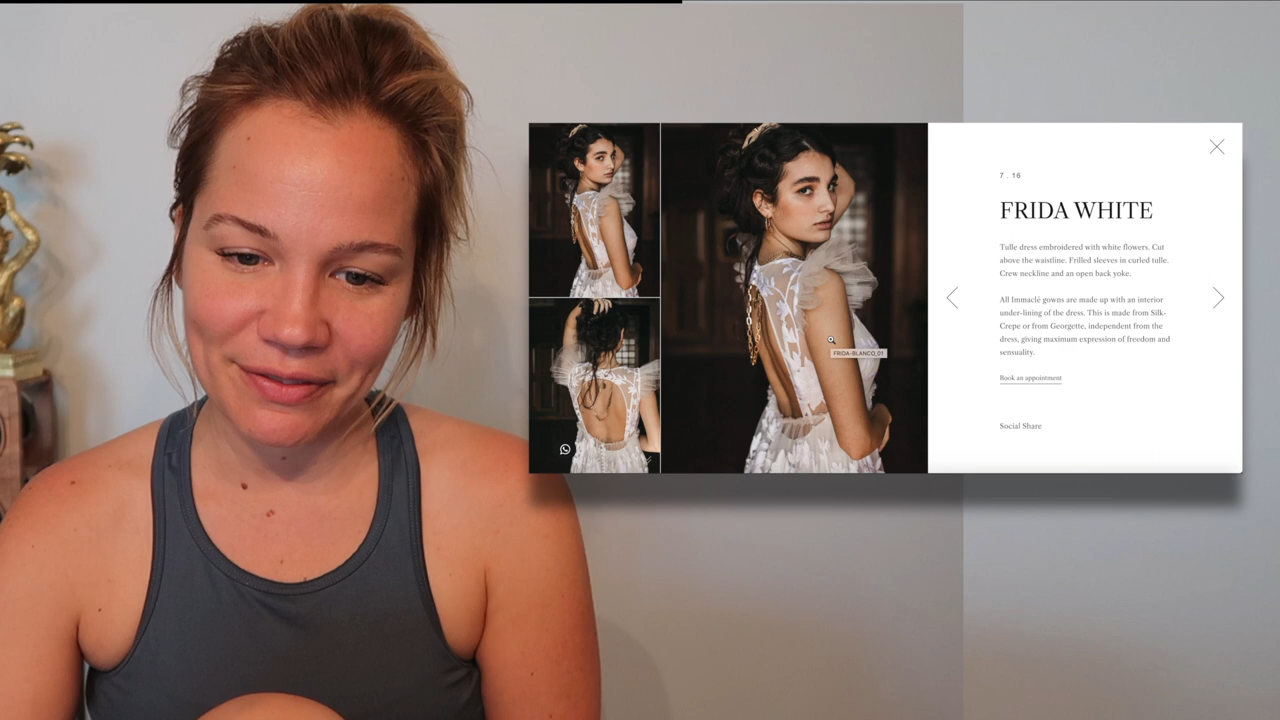 7 . 16
FRIDA WHITE
Tulle dress embroidered with white flowers. Cut
above the waistline. Frilled sleeves in curled tulle.
Crew neckline and an open back yoke.
All Immaclé gowns are made up with an interior
under-lining of the dress. This is made from Silk-
Crepe or from Georgette, independent from the
dress, giving maximum expression of freedom and
sensuality.
Book an appointment
Social Share
FRIDA-BLANCO_01